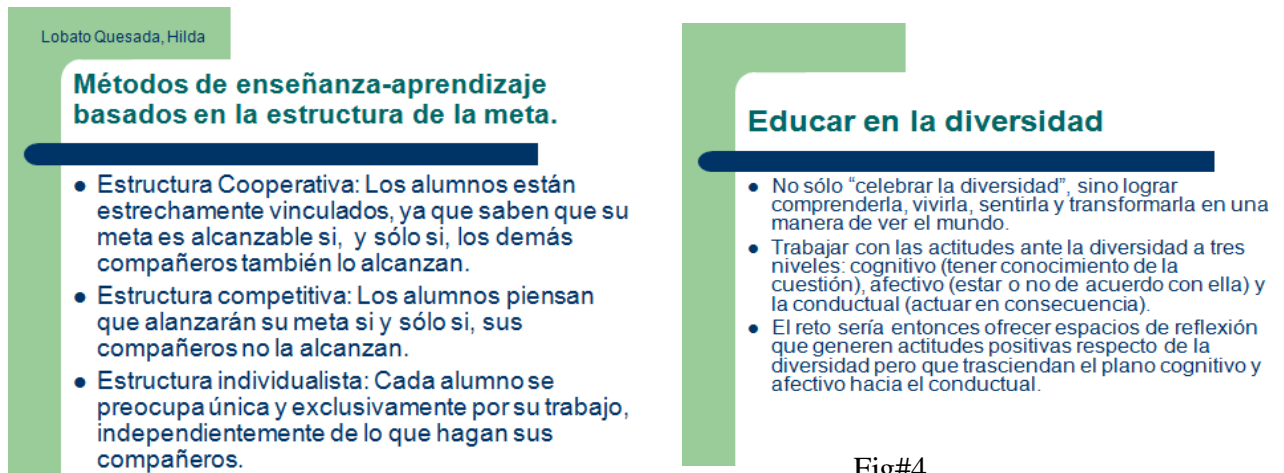 Lobato Quesada, Hilda
Métodos de enseñanza-aprendizaje
basados en la estructura de la meta.
● Estructura Cooperativa: Los alumnos están
estrechamente vinculados, ya que saben que su
meta es alcanzable si, y sólo si, los demás
compañeros también lo alcanzan.
● Estructura competitiva: Los alumnos piensan
que alanzarán su meta si y sólo si, sus
compañeros no la alcanzan.
● Estructura individualista: Cada alumno se
preocupa única y exclusivamente por su trabajo,
independientemente de lo que hagan sus
compañeros.
Educar en la diversidad
● No sólo “celebrar la diversidad”, sino lograr
comprenderla, vivirla, sentirla y transformarla en una
manera de ver el mundo.
● Trabajar con las actitudes ante la diversidad a tres
niveles: cognitivo (tener conocimiento de la
cuestión), afectivo (estar o no de acuerdo con ella) y
la conductual (actuar en consecuencia).
● El reto sería entonces ofrecer espacios de reflexión
que generen actitudes positivas respecto de la
diversidad pero que trasciendan el plano cognitivo y
afectivo hacia el conductual.
Fig#4